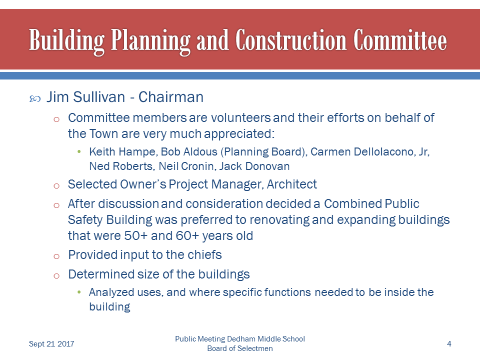 Building Planning and Construction Committee
Jim Sullivan - Chairman
Committee members are volunteers and their efforts on behalf of
the Town are very much appreciated:
Keith Hampe, Bob Aldous (Planning Board), Carmen Dellolacono, Jr,
Ned Roberts, Neil Cronin, Jack Donovan
Selected Owner's Project Manager, Architect
After discussion and consideration decided a Combined Public
Safety Building was preferred to renovating and expanding buildings
that were 50+ and 60+ years old
Provided input to the chiefs
Determined size of the buildings
Analyzed uses, and where specific functions needed to be inside the
building
Sept 21 2017
Public Meeting Dedham Middle School
Board of Selectmen
4